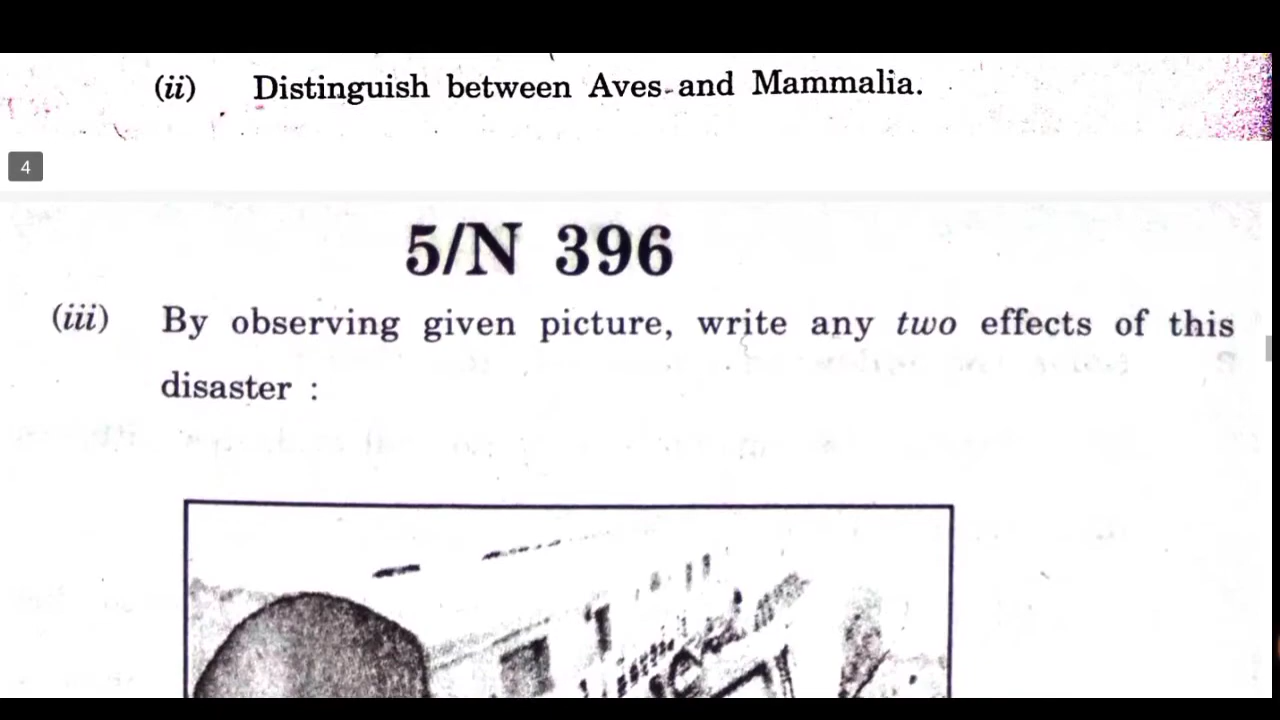 (ii) Distinguish between Aves and Mammalia.
4
5/N 396
(iii) By observing given picture, write any two effects of this
disaster :